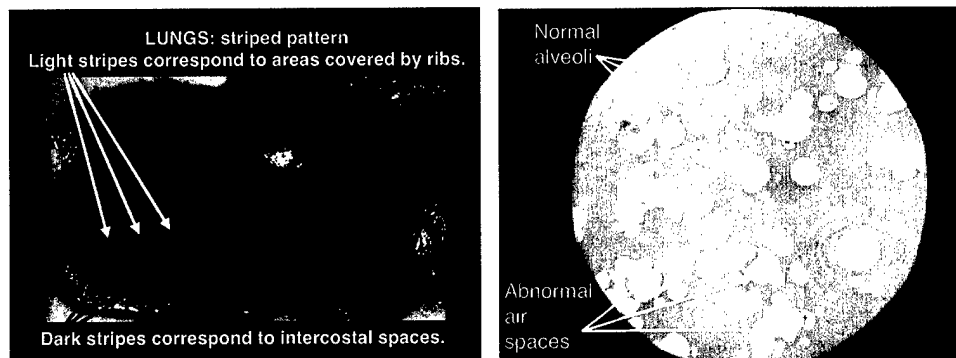 LUNGS: striped pattern
Light stripes correspond to areas covered by ribs.
Dark stripes correspond to intercostal spaces.
Normal
alveoli
Abnormal
air
spaces